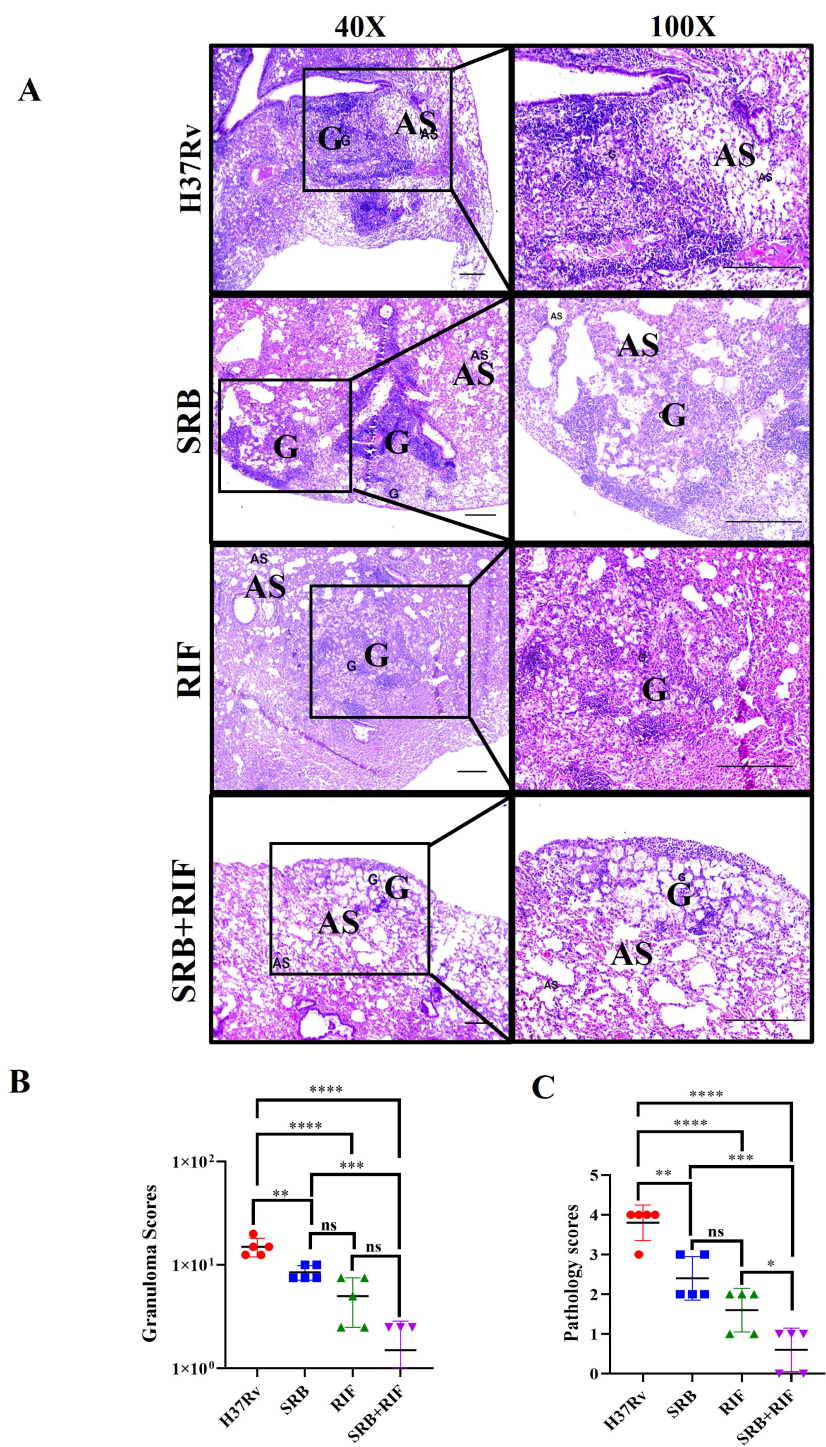 40X 100X
A
H37Rv
G G AS AS
G AS AS
SRB
AS AS G G G
AS AS G G
RIF
AS AS G G
G G
SRB+RIF
G G AS AS
G G AS AS
B
****
****
***
**
ns
ns
Granuloma Scores
1×10²
1×10¹
1×10⁰
H37Rv SRB RIF SRB+RIF
C
****
****
***
**
ns
*
Pathology scores
5
4
3
2
1
0
H37Rv SRB RIF SRB+RIF